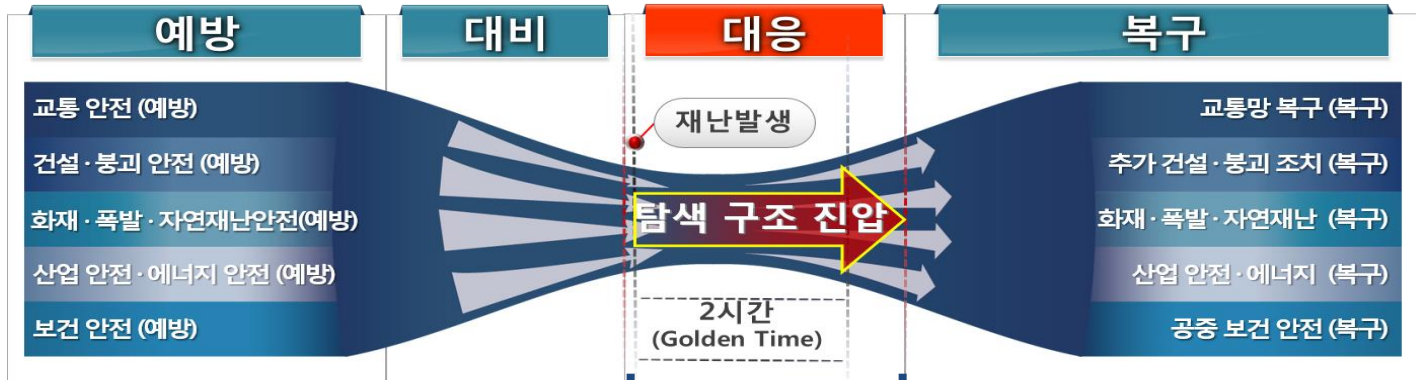 예방
대비
대응
복구
교통 안전 (예방)
건설 · 붕괴 안전 (예방)
화재 · 폭발 · 자연재난안전(예방)
산업 안전 · 에너지 안전 (예방)
보건 안전 (예방)
재난발생
탐색 구조 진압
2시간
(Golden Time)
교통망 복구 (복구)
추가 건설 · 붕괴 조치 (복구)
화재 · 폭발 · 자연재난 (복구)
산업 안전 · 에너지 (복구)
공중 보건 안전 (복구)